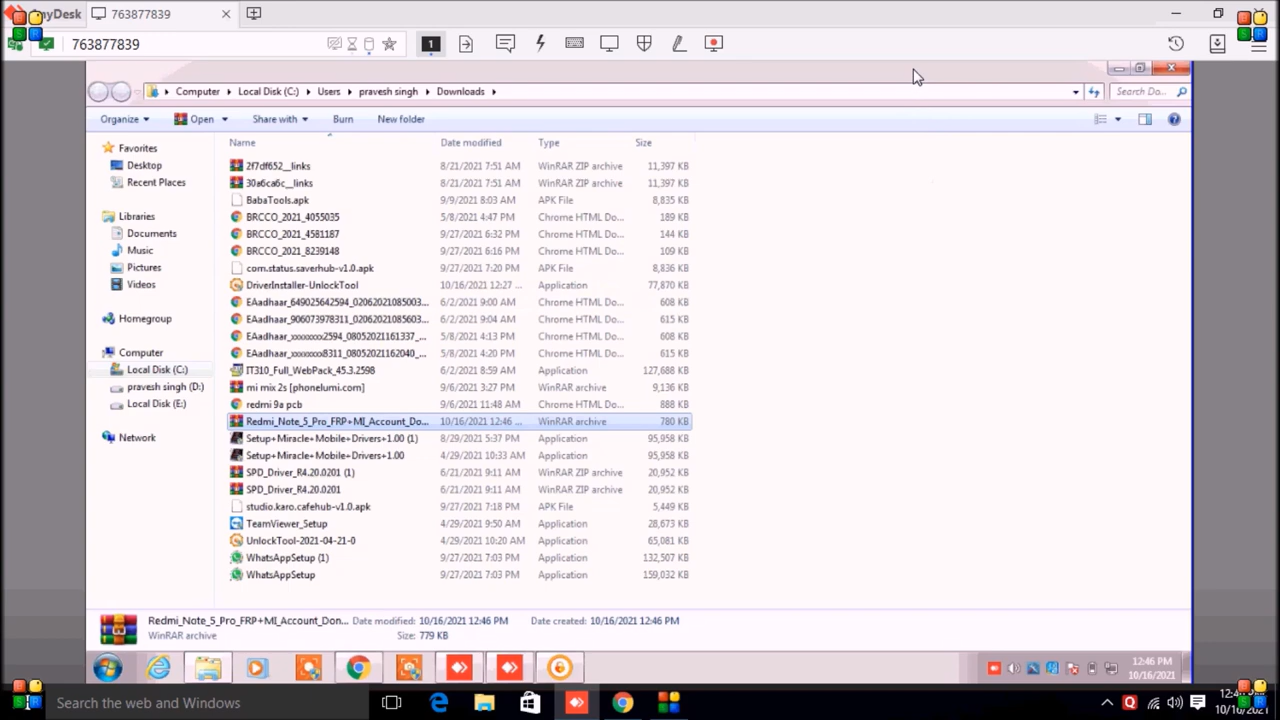 AnyDesk 763877839
763877839 1
Computer Local Disk (C:) Users pravesh singh Downloads Search Do...
Organize Open Share with Burn New folder
Name Date modified Type Size
Favorites
Desktop
Recent Places
Libraries
Documents
Music
Pictures
Videos
Homegroup
Computer
Local Disk (C:)
pravesh singh (D:)
Local Disk (E:)
Network
2f7df652__links 8/21/2021 7:51 AM WinRAR ZIP archive 11,397 KB
30a6ca6c__links 8/21/2021 7:51 AM WinRAR ZIP archive 11,397 KB
BabaTools.apk 9/9/2021 8:03 AM APK File 8,835 KB
BRCCO_2021_4055035 5/8/2021 4:47 PM Chrome HTML Do... 189 KB
BRCCO_2021_4581187 9/27/2021 6:32 PM Chrome HTML Do... 144 KB
BRCCO_2021_8239148 9/27/2021 6:16 PM Chrome HTML Do... 109 KB
com.status.saverhub-v1.0.apk 9/27/2021 7:20 PM APK File 8,836 KB
DriverInstaller-UnlockTool 10/16/2021 12:27 ... Application 77,870 KB
EAadhaar_649025642594_02062021085003... 6/2/2021 9:00 AM Chrome HTML Do... 608 KB
EAadhaar_906073978311_02062021085603... 6/2/2021 9:04 AM Chrome HTML Do... 615 KB
EAadhaar_xxxxxxxx2594_080520211613​37_... 5/8/2021 4:13 PM Chrome HTML Do... 608 KB
EAadhaar_xxxxxxxx8311_08052021162040_... 5/8/2021 4:20 PM Chrome HTML Do... 615 KB
IT310_Full_WebPack_45.3.2598 6/2/2021 8:59 AM Application 127,688 KB
mi mix 2s [phonelumi.com] 9/6/2021 3:27 PM WinRAR archive 9,136 KB
redmi 9a pcb 9/6/2021 11:48 AM Chrome HTML Do... 888 KB
Redmi_Note_5_Pro_FRP+MI_Account_Do... 10/16/2021 12:46 ... WinRAR archive 780 KB
Setup+Miracle+Mobile+Drivers+1.00 (1) 8/29/2021 5:37 PM Application 95,958 KB
Setup+Miracle+Mobile+Drivers+1.00 4/29/2021 10:33 AM Application 95,958 KB
SPD_Driver_R4.20.0201 (1) 6/21/2021 9:11 AM WinRAR ZIP archive 20,952 KB
SPD_Driver_R4.20.0201 6/21/2021 9:11 AM WinRAR ZIP archive 20,952 KB
studio.karo.cafehub-v1.0.apk 9/27/2021 7:18 PM APK File 5,449 KB
TeamViewer_Setup 4/29/2021 9:50 AM Application 28,673 KB
UnlockTool-2021-04-21-0 4/29/2021 10:20 AM Application 65,081 KB
WhatsAppSetup (1) 9/27/2021 7:03 PM Application 132,507 KB
WhatsAppSetup 9/27/2021 7:03 PM Application 159,032 KB
Redmi_Note_5_Pro_FRP+MI_Account_Don... Date modified: 10/16/2021 12:46 PM Date created: 10/16/2021 12:46 PM
WinRAR archive Size: 779 KB
12:46 PM
10/16/2021
Search the web and Windows